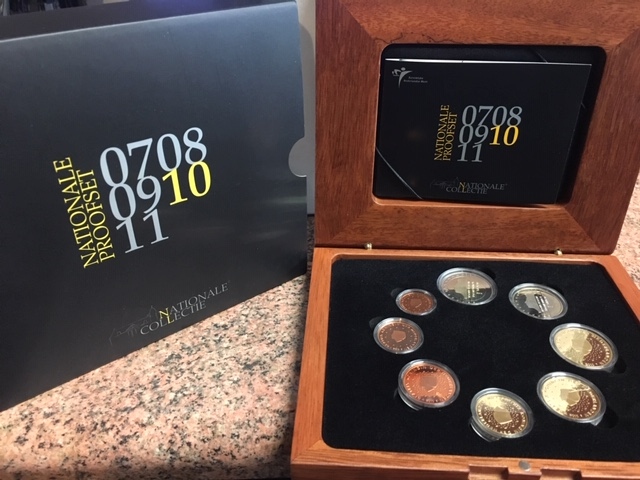 NATIONALE
PROOFSET
0708
0910
11
NATIONALE
COLLECTIE
NATIONALE
PROOFSET
0708
0910
11
NATIONALE
COLLECTIE